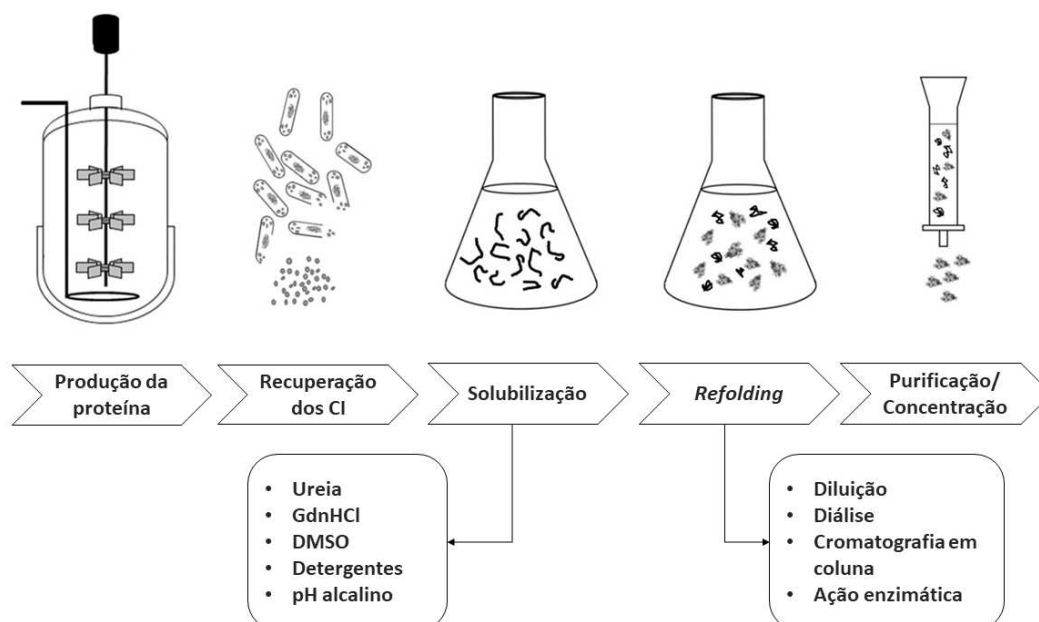 Produção da
proteína
Recuperação
dos CI
Solubilização
Refolding
Purificação/
Concentração
• Ureia
• GdnHCl
• DMSO
• Detergentes
• pH alcalino
• Diluição
• Diálise
• Cromatografia em
coluna
• Ação enzimática